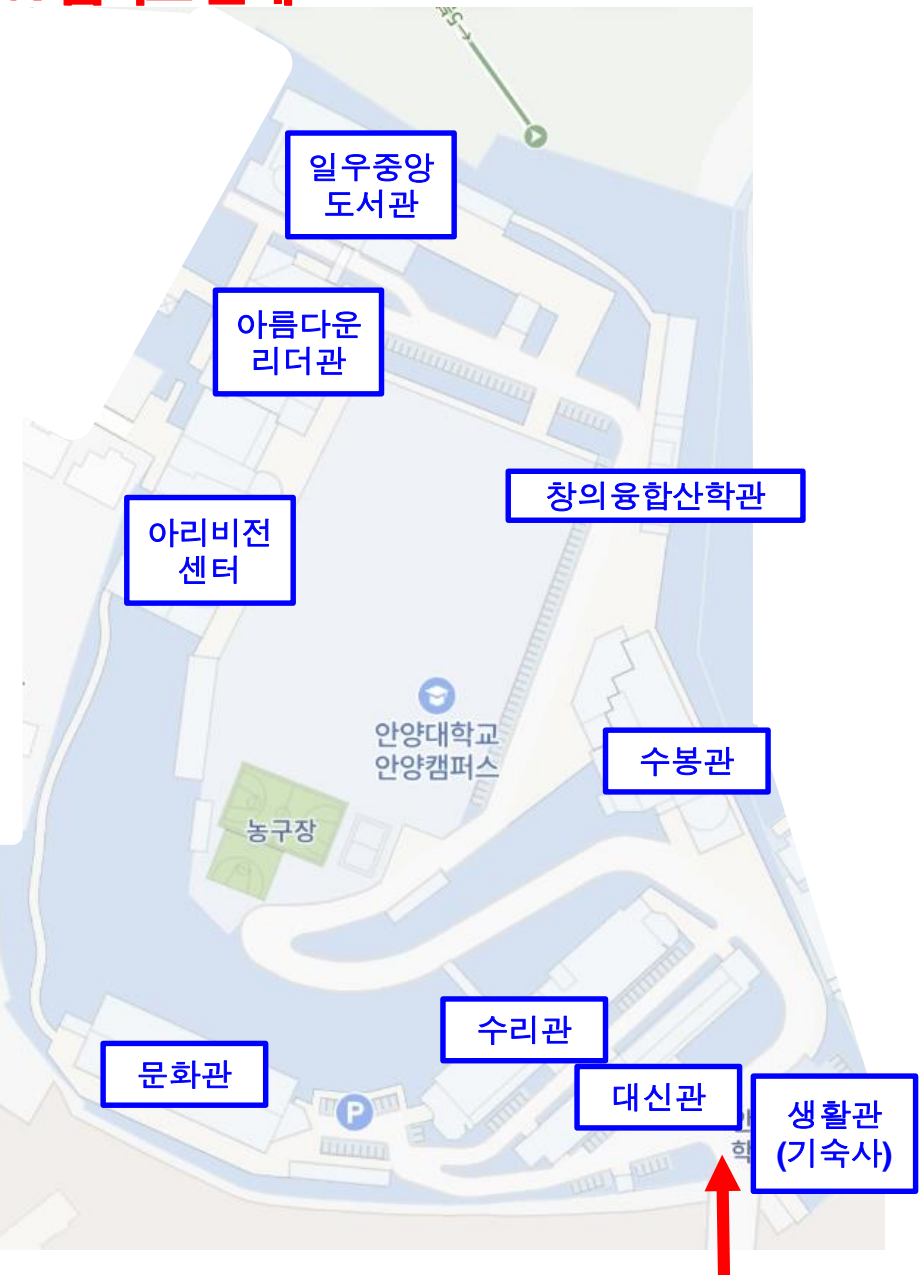 일우중앙
도서관
아름다운
리더관
창의융합산학관
아리비전
센터
안양대학교
안양캠퍼스
수봉관
농구장
수리관
문화관
P
대신관
생활관
(기숙사)
학